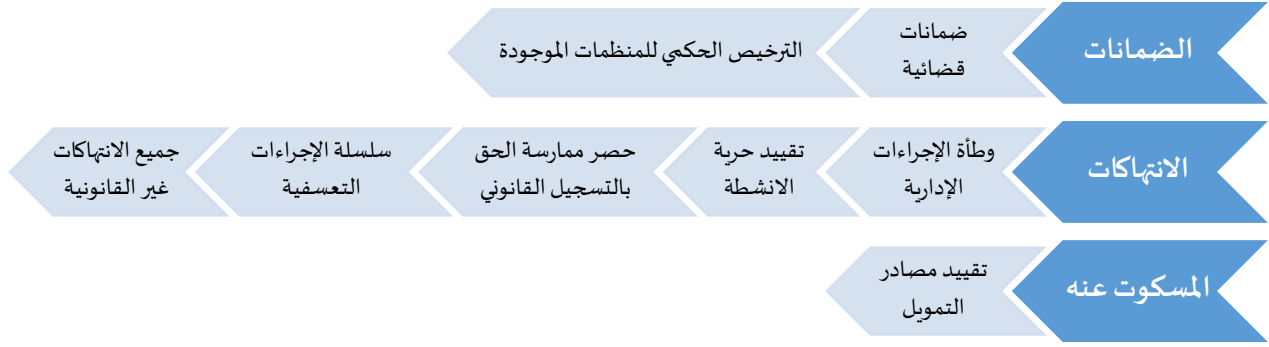 الضمانات
ضمانات
قضائية
الترخيص الحكمي للمنظمات الموجودة
الانتهاكات
وطأة الإجراءات
الإدارية
تقييد حرية
الانشطة
حصر ممارسة الحق
بالتسجيل القانوني
سلسلة الإجراءات
التعسفية
جميع الانتهاكات
غير القانونية
المسكوت عنه
تقييد مصادر
التمويل